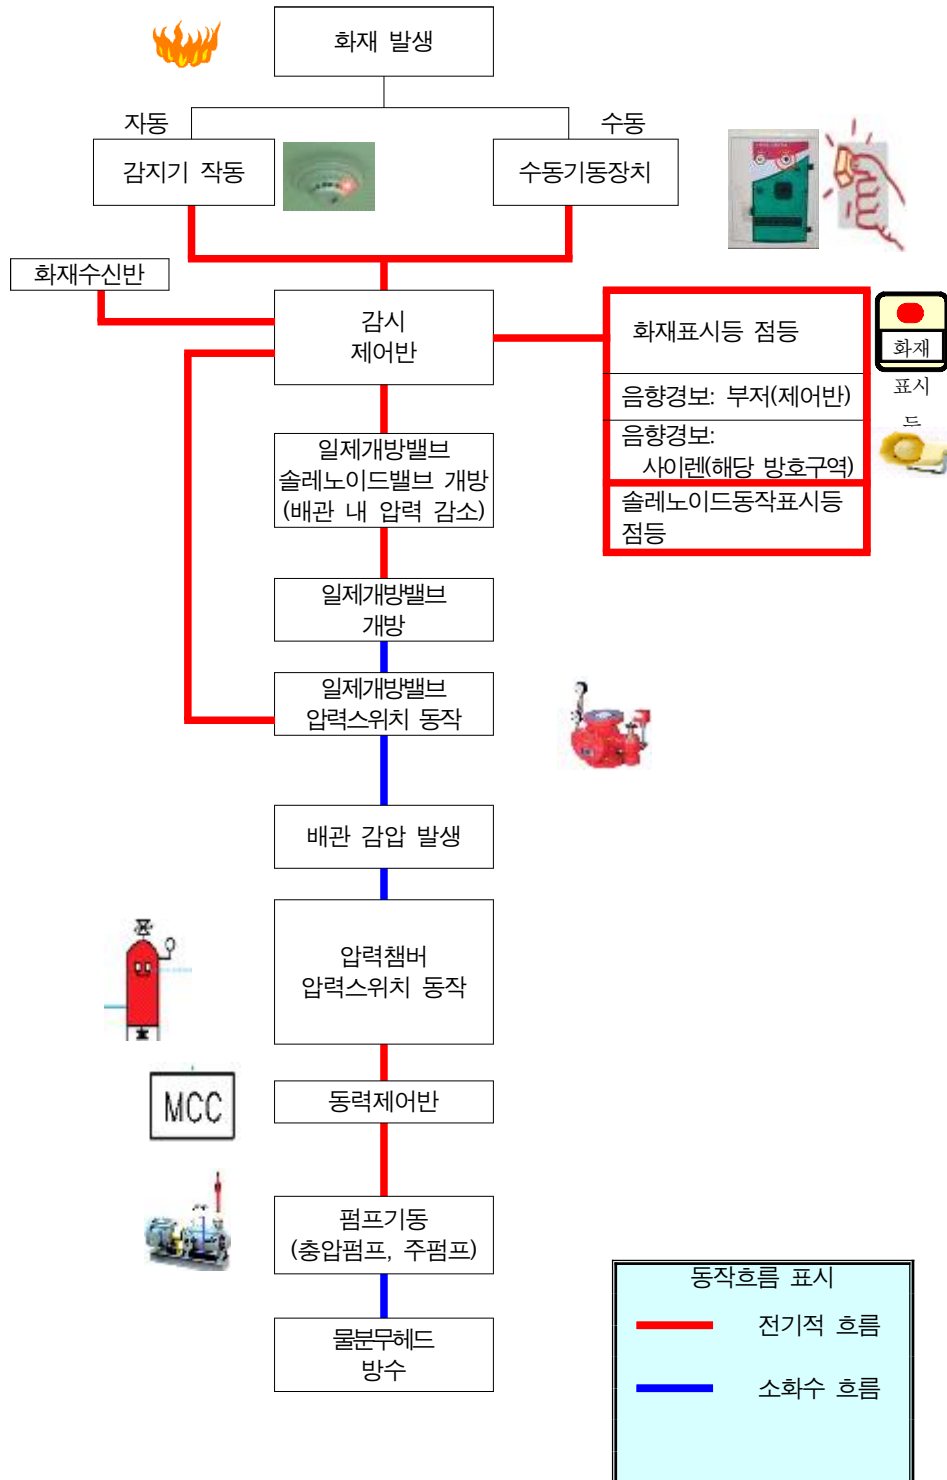 화재 발생
자동
수동
감지기 작동
수동기동장치
화재수신반
감시
제어반
화재표시등 점등
화재
표시
음향경보: 부저(제어반)
음향경보:
사이렌(해당 방호구역)
솔레노이드동작표시등
점등
일제개방밸브
솔레노이드밸브 개방
(배관 내 압력 감소)
일제개방밸브
개방
일제개방밸브
압력스위치 동작
배관 감압 발생
압력챔버
압력스위치 동작
MCC
동력제어반
펌프기동
(충압펌프, 주펌프)
물분무헤드
방수
동작흐름 표시
전기적 흐름
소화수 흐름